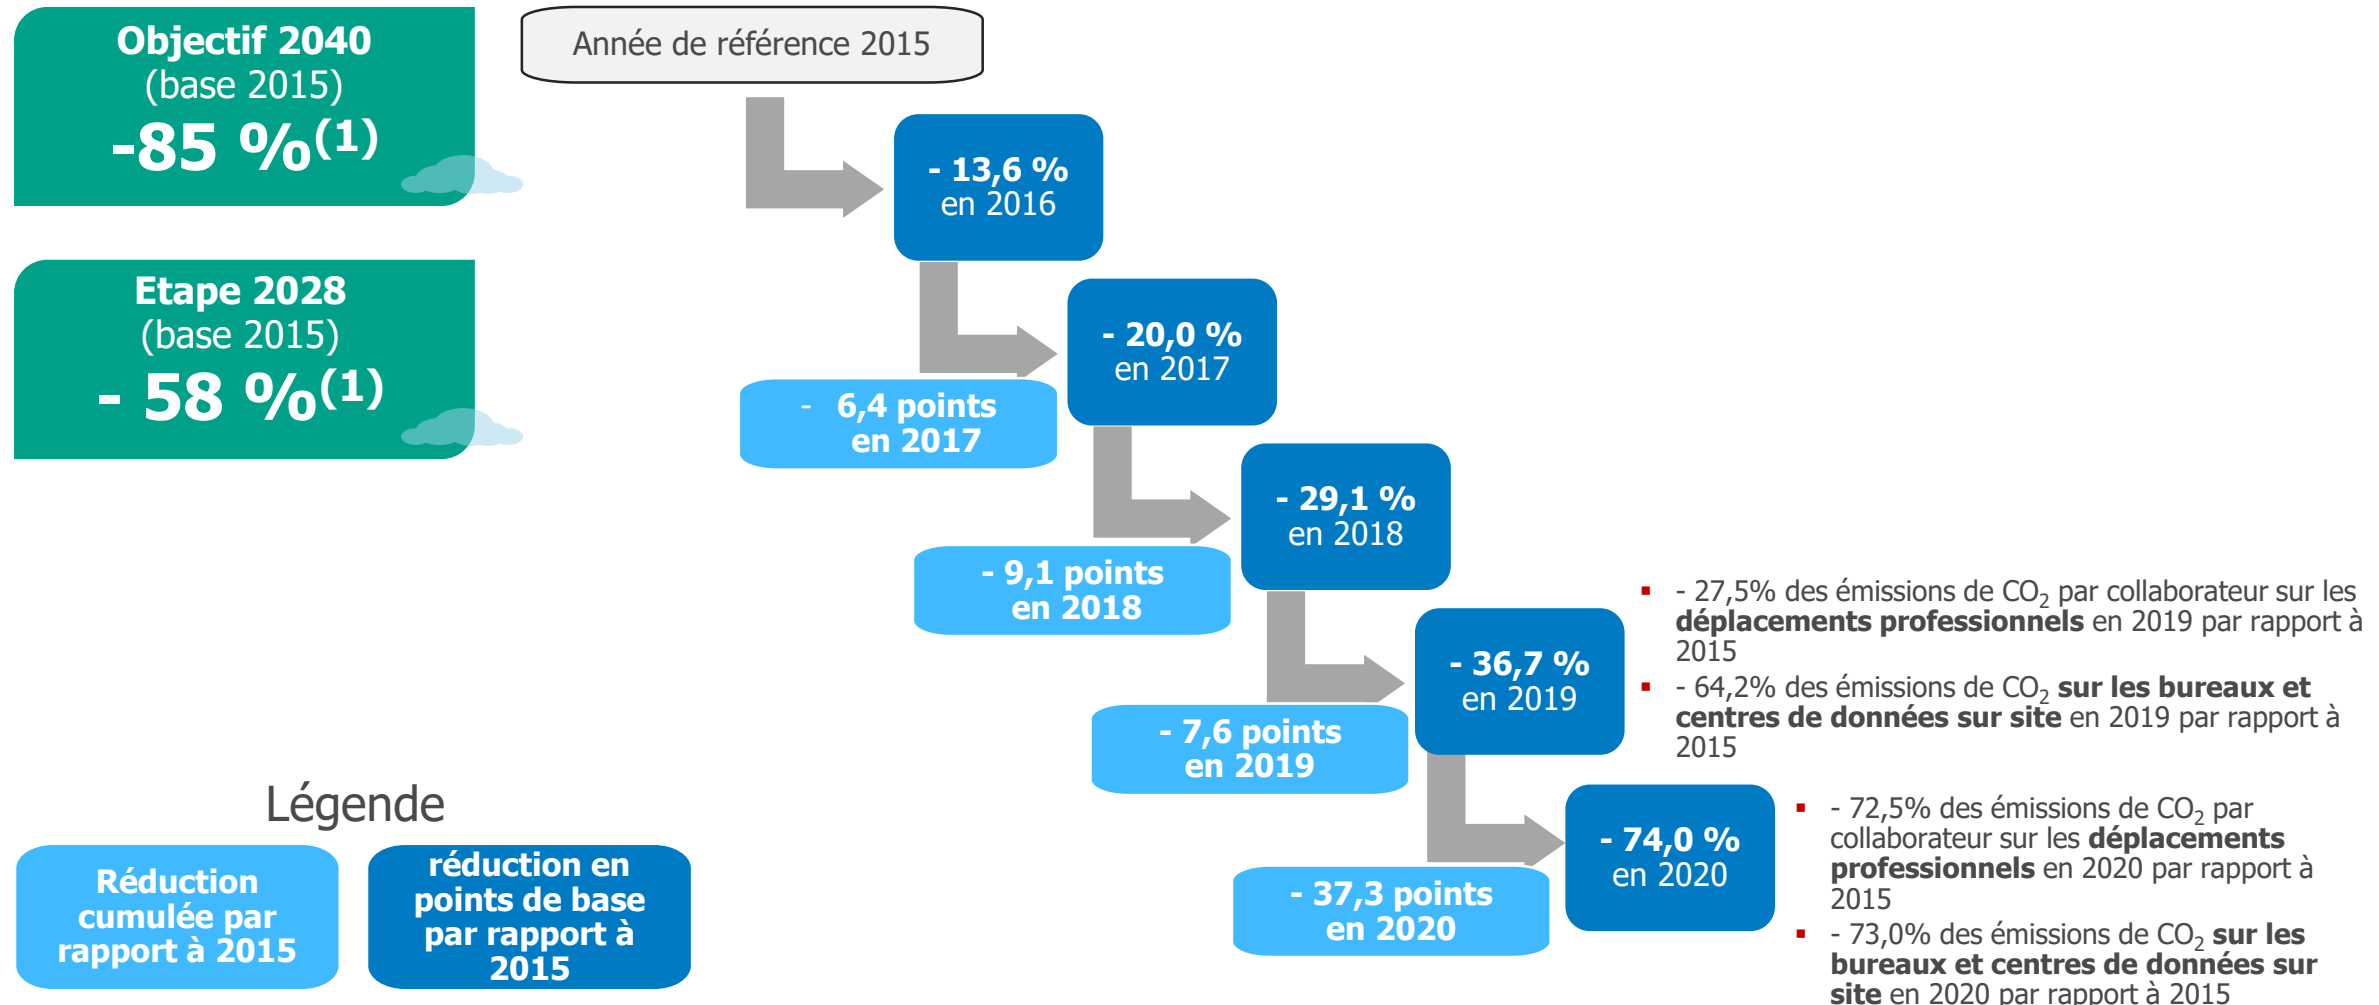 Objectif 2040
(base 2015)
-85 %(1)
Etape 2028
(base 2015)
- 58 %(1)
Année de référence 2015
- 13,6 %
en 2016
- 20,0 %
en 2017
- 6,4 points
en 2017
- 29,1 %
en 2018
- 9,1 points
en 2018
- 36,7 %
en 2019
- 7,6 points
en 2019
▪ - 27,5% des émissions de CO₂ par collaborateur sur les
déplacements professionnels en 2019 par rapport à
2015
▪ - 64,2% des émissions de CO₂ sur les bureaux et
centres de données sur site en 2019 par rapport à
2015
- 74,0 %
en 2020
- 37,3 points
en 2020
▪ - 72,5% des émissions de CO₂ par
collaborateur sur les déplacements
professionnels en 2020 par rapport à
2015
▪ - 73,0% des émissions de CO₂ sur les
bureaux et centres de données sur
site en 2020 par rapport à 2015
Légende
Réduction
cumulée par
rapport à 2015
réduction en
points de base
par rapport à
2015